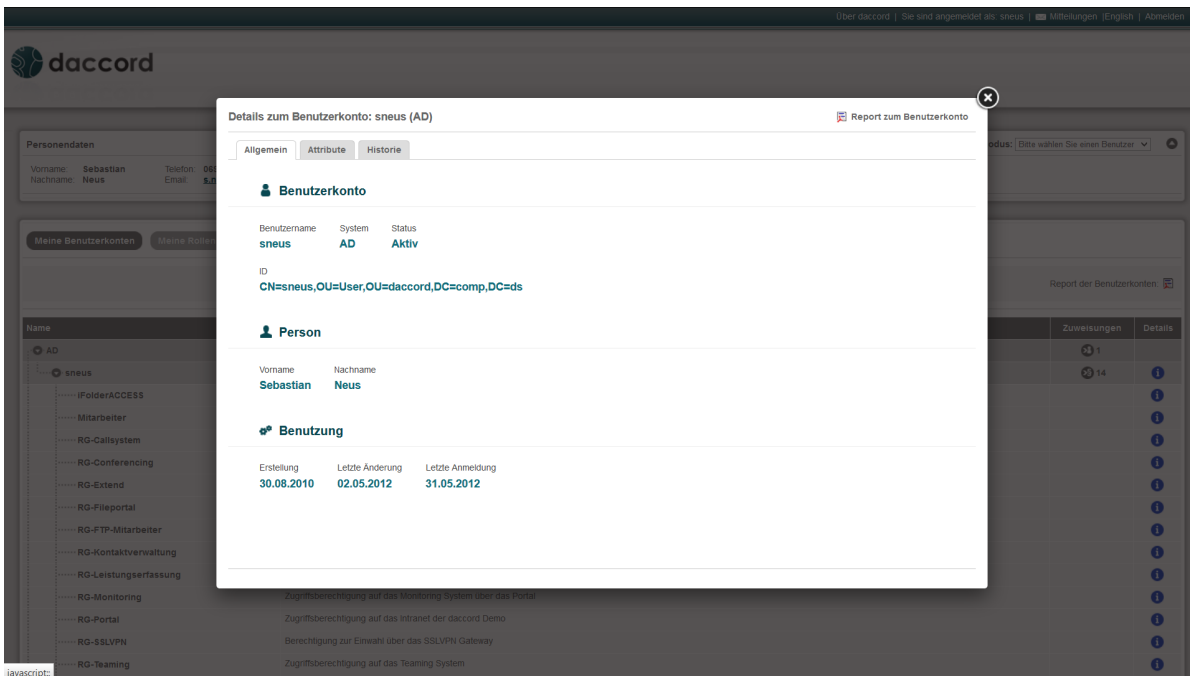 Über daccord | Sie sind angemeldet als: sneus | Mitteilungen |English | Abmelden
daccord
Details zum Benutzerkonto: sneus (AD)
Report zum Benutzerkonto
Allgemein Attribute Historie
Personendaten
odus: Bitte wählen Sie einen Benutzer
Vorname: Sebastian Telefon:
Nachname: Neus Email:
Benutzerkonto
Benutzername System Status
sneus AD Aktiv
ID
CN=sneus,OU=User,OU=daccord,DC=comp,DC=ds
Meine Benutzerkonten Meine Rollen
Report der Benutzerkonten:
Person
Vorname Nachname
Sebastian Neus
Benutzung
Erstellung Letzte Änderung Letzte Anmeldung
30.08.2010 02.05.2012 31.05.2012
Name Zuweisungen Details
AD 1
sneus 14
iFolderACCESS
Mitarbeiter
RG-Callsystem
RG-Conferencing
RG-Extend
RG-Fileportal
RG-FTP-Mitarbeiter
RG-Kontaktverwaltung
RG-Leistungserfassung
RG-Monitoring Zugriffsberechtigung auf das Monitoring System über das Portal
RG-Portal Zugriffsberechtigung auf das Intranet der daccord Demo
RG-SSLVPN Berechtigung zur Einwahl über das SSLVPN Gateway
RG-Teaming Zugriffsberechtigung auf das Teaming System
javascript:;